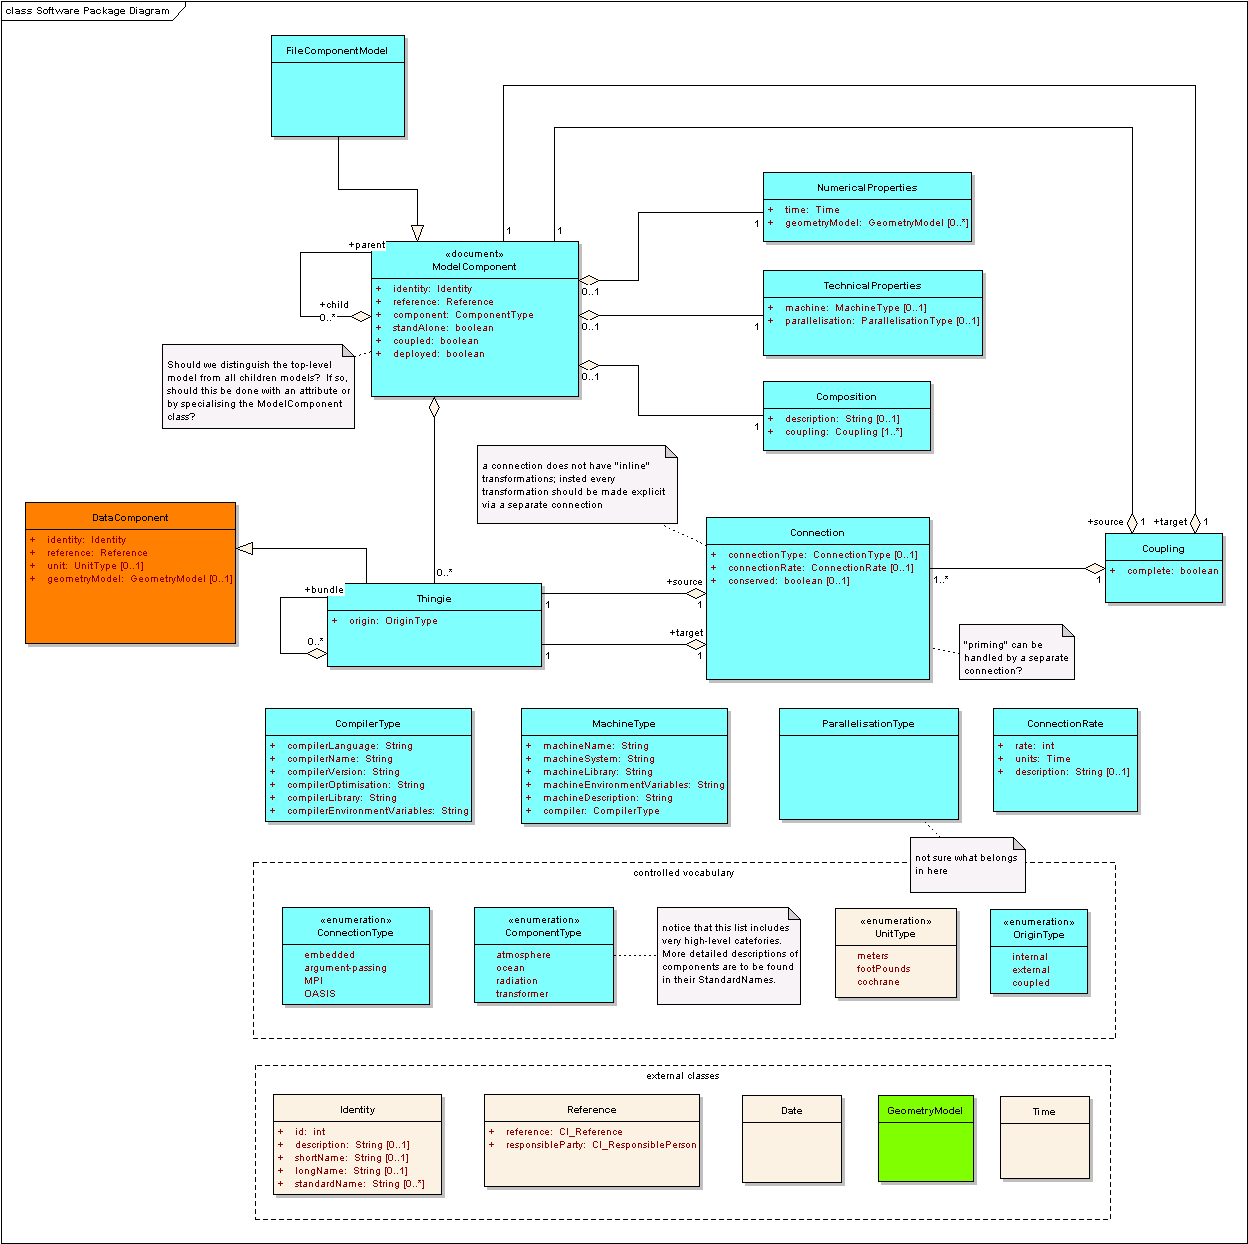 class Software Package Diagram
FileComponentModel
NumericalProperties
+ time: Time
+ geometryModel: GeometryModel [0..*]
1
1
1
+parent
«document»
ModelComponent
+ identity: Identity
+ reference: Reference
+ component: ComponentType
+ standAlone: boolean
+ coupled: boolean
+ deployed: boolean
+child
0..*
0..1
0..1
0..1
TechnicalProperties
+ machine: MachineType [0..1]
+ parallelisation: ParallelisationType [0..1]
1
Should we distinguish the top-level
model from all children models? If so,
should this be done with an attribute or
by specialising the ModelComponent
class?
Composition
+ description: String [0..1]
+ coupling: Coupling [1..*]
1
a connection does not have "inline"
transformations; insted every
transformation should be made explicit
via a separate connection
DataComponent
+ identity: Identity
+ reference: Reference
+ unit: UnitType [0..1]
+ geometryModel: GeometryModel [0..1]
Connection
+ connectionType: ConnectionType [0..1]
+ connectionRate: ConnectionRate [0..1]
+ conserved: boolean [0..1]
+source
1
+target
1
Coupling
+ complete: boolean
1..*
1
0..*
+bundle
Thingie
+ origin: OriginType
0..*
1
+source
1
1
+target
1
"priming" can be
handled by a separate
connection?
CompilerType
+ compilerLanguage: String
+ compilerName: String
+ compilerVersion: String
+ compilerOptimisation: String
+ compilerLibrary: String
+ compilerEnvironmentVariables: String
MachineType
+ machineName: String
+ machineSystem: String
+ machineLibrary: String
+ machineEnvironmentVariables: String
+ machineDescription: String
+ compiler: CompilerType
ParallelisationType
ConnectionRate
+ rate: int
+ units: Time
+ description: String [0..1]
not sure what belongs
in here
controlled vocabulary
«enumeration»
ConnectionType
embedded
argument-passing
MPI
OASIS
«enumeration»
ComponentType
atmosphere
ocean
radiation
transformer
notice that this list includes
very high-level catefories.
More detailed descriptions of
components are to be found
in their StandardNames.
«enumeration»
UnitType
meters
footPounds
cochrane
«enumeration»
OriginType
internal
external
coupled
external classes
Identity
+ id: int
+ description: String [0..1]
+ shortName: String [0..1]
+ longName: String [0..1]
+ standardName: String [0..*]
Reference
+ reference: CI_Reference
+ responsibleParty: CI_ResponsiblePerson
Date
GeometryModel
Time